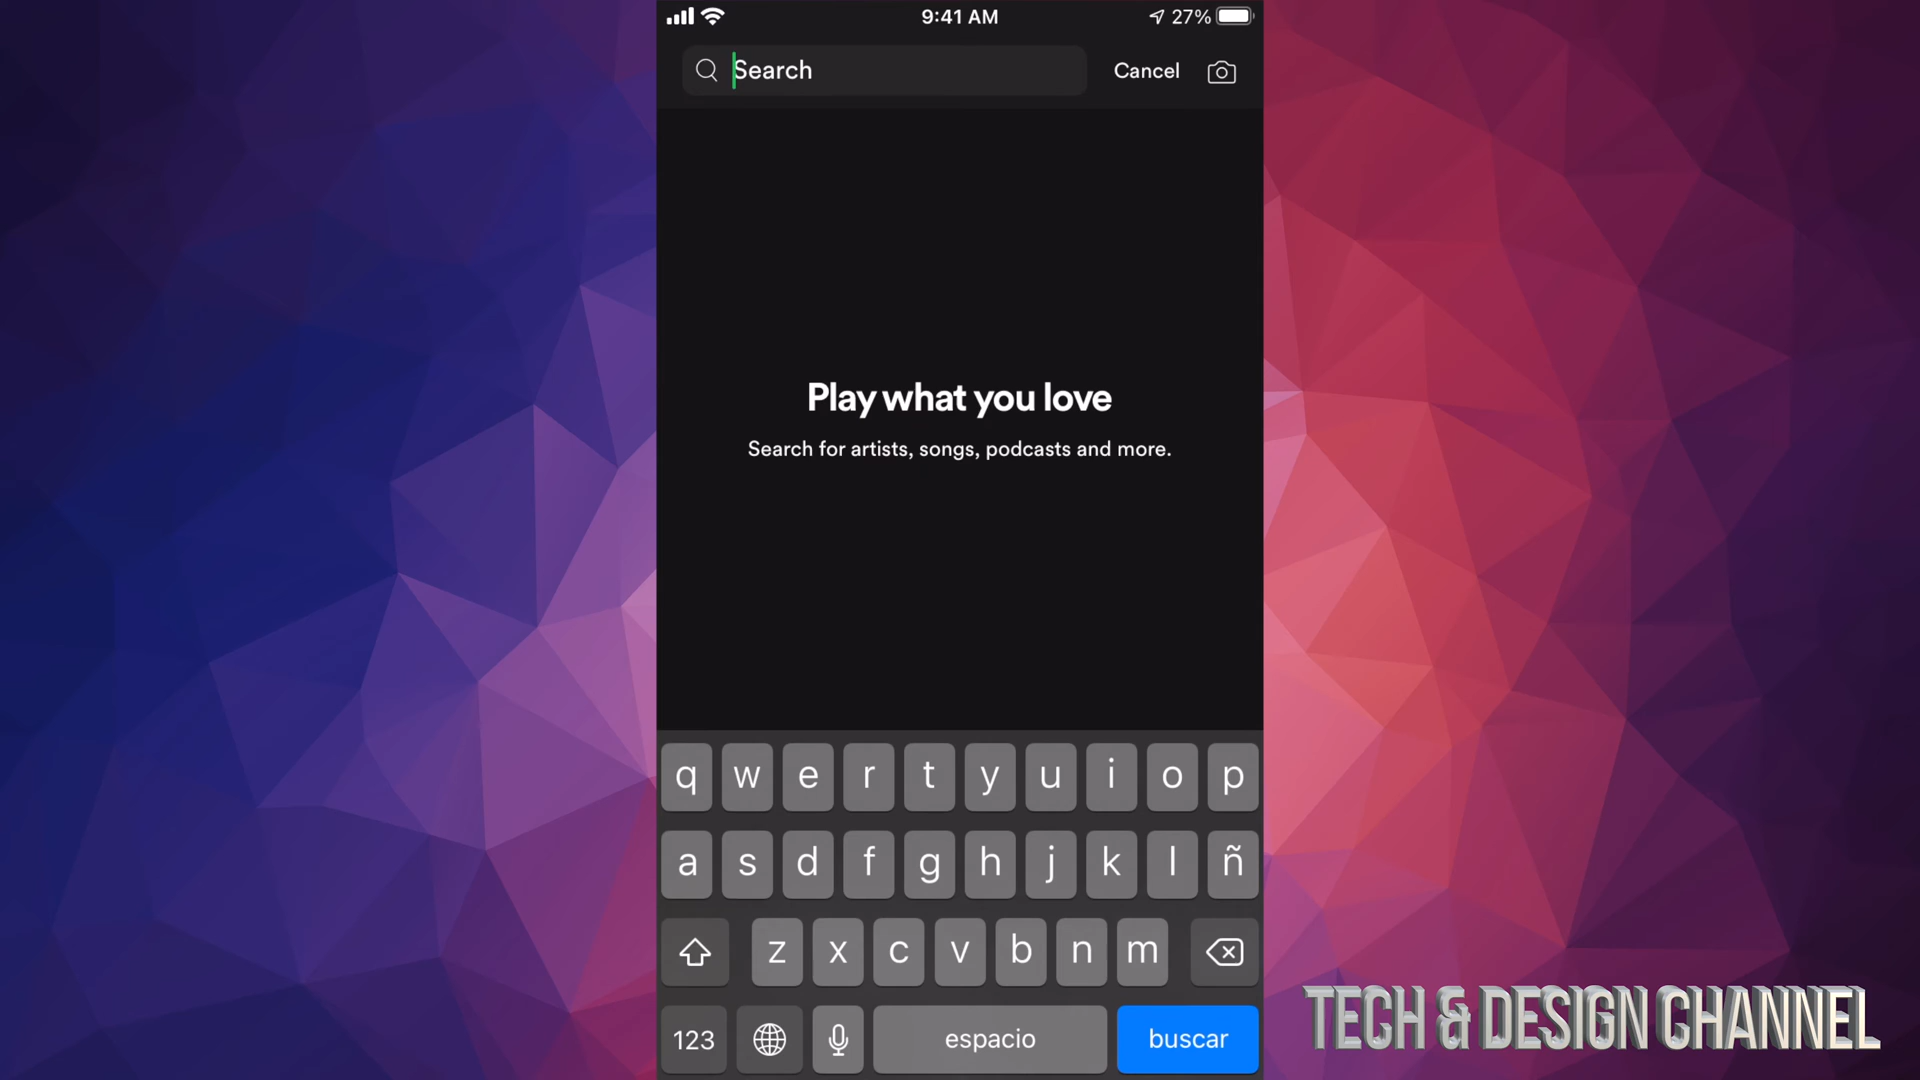 9:41 AM
27%
Search
Cancel
Play what you love
Search for artists, songs, podcasts and more.
q w e r t y u i o p
a s d f g h j k l ñ
z x c v b n m
123 espacio buscar
TECH & DESIGN CHANNEL